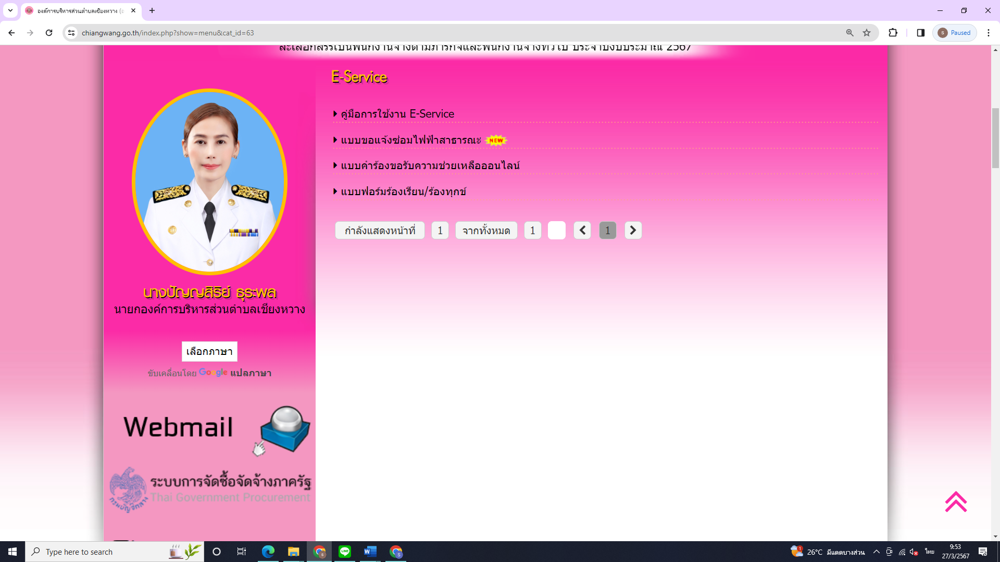 องค์การบริหารส่วนตำบลเชียงหวาง (อ
chiangwang.go.th/index.php?show=menu&cat_id=63
S
Paused
ละเลือกสรรเป็นพนักงานจ้างตามภารกิจและพนักงานจ้างทั่วไป ประจำปีงบประมาณ 2567
E-Service
คู่มือการใช้งาน E-Service
แบบขอแจ้งซ่อมไฟฟ้าสาธารณะ NEW
แบบคำร้องขอรับความช่วยเหลือออนไลน์
แบบฟอร์มร้องเรียน/ร้องทุกข์
กำลังแสดงหน้าที่ 1 จากทั้งหมด 1 1
นางปัญญสิริย์ ธุระพล
นายกองค์การบริหารส่วนตำบลเชียงหวาง
เลือกภาษา
ขับเคลื่อนโดย Google แปลภาษา
Webmail
ระบบการจัดซื้อจัดจ้างภาครัฐ
Thai Government Procurement
กรมบัญชีกลาง
Type here to search
26°C มีแดดบางส่วน
ไทย
9:53
27/3/2567